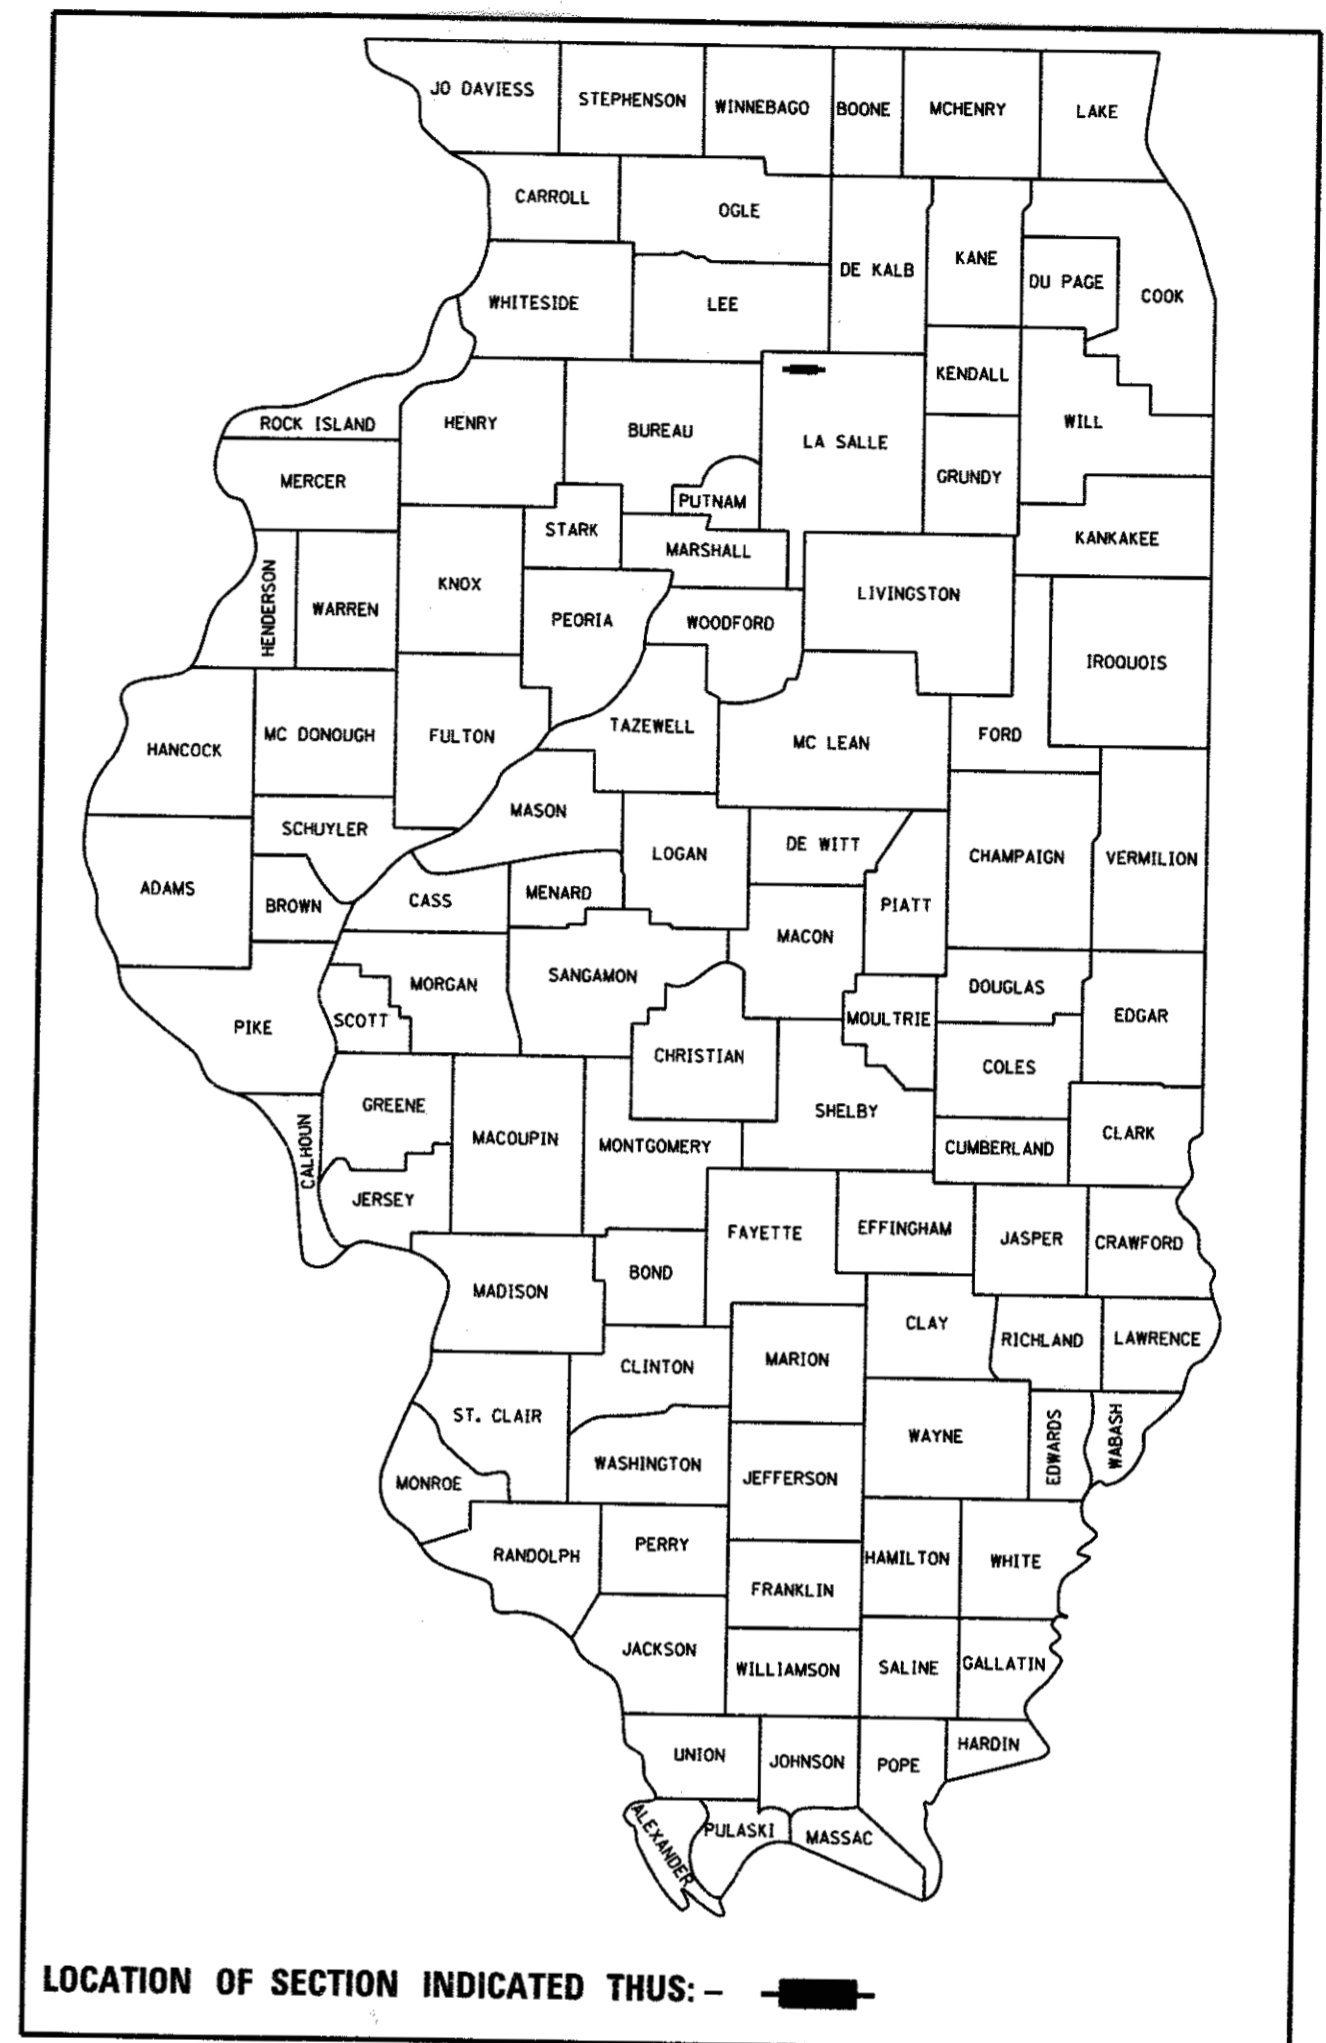 JO DAVIESS
STEPHENSON
WINNEBAGO
BOONE
MCHENRY
LAKE
CARROLL
OGLE
DE KALB
KANE
DU PAGE
COOK
WHITESIDE
LEE
KENDALL
ROCK ISLAND
HENRY
BUREAU
LA SALLE
WILL
GRUNDY
MERCER
PUTNAM
STARK
MARSHALL
KANKAKEE
HENDERSON
WARREN
KNOX
PEORIA
WOODFORD
LIVINGSTON
IROQUOIS
HANCOCK
MC DONOUGH
FULTON
TAZEWELL
MC LEAN
FORD
SCHUYLER
MASON
LOGAN
DE WITT
CHAMPAIGN
VERMILION
ADAMS
BROWN
CASS
MENARD
PIATT
MACON
MORGAN
SANGAMON
DOUGLAS
EDGAR
PIKE
SCOTT
CHRISTIAN
MOULTRIE
COLES
GREENE
SHELBY
CALHOUN
MACOUPIN
MONTGOMERY
CUMBERLAND
CLARK
JERSEY
FAYETTE
EFFINGHAM
JASPER
CRAWFORD
MADISON
BOND
CLAY
RICHLAND
LAWRENCE
CLINTON
MARION
ST. CLAIR
WAYNE
EDWARDS
WABASH
MONROE
WASHINGTON
JEFFERSON
RANDOLPH
PERRY
HAMILTON
WHITE
FRANKLIN
JACKSON
WILLIAMSON
SALINE
GALLATIN
UNION
JOHNSON
POPE
HARDIN
ALEXANDER
PULASKI
MASSAC
LOCATION OF SECTION INDICATED THUS: –